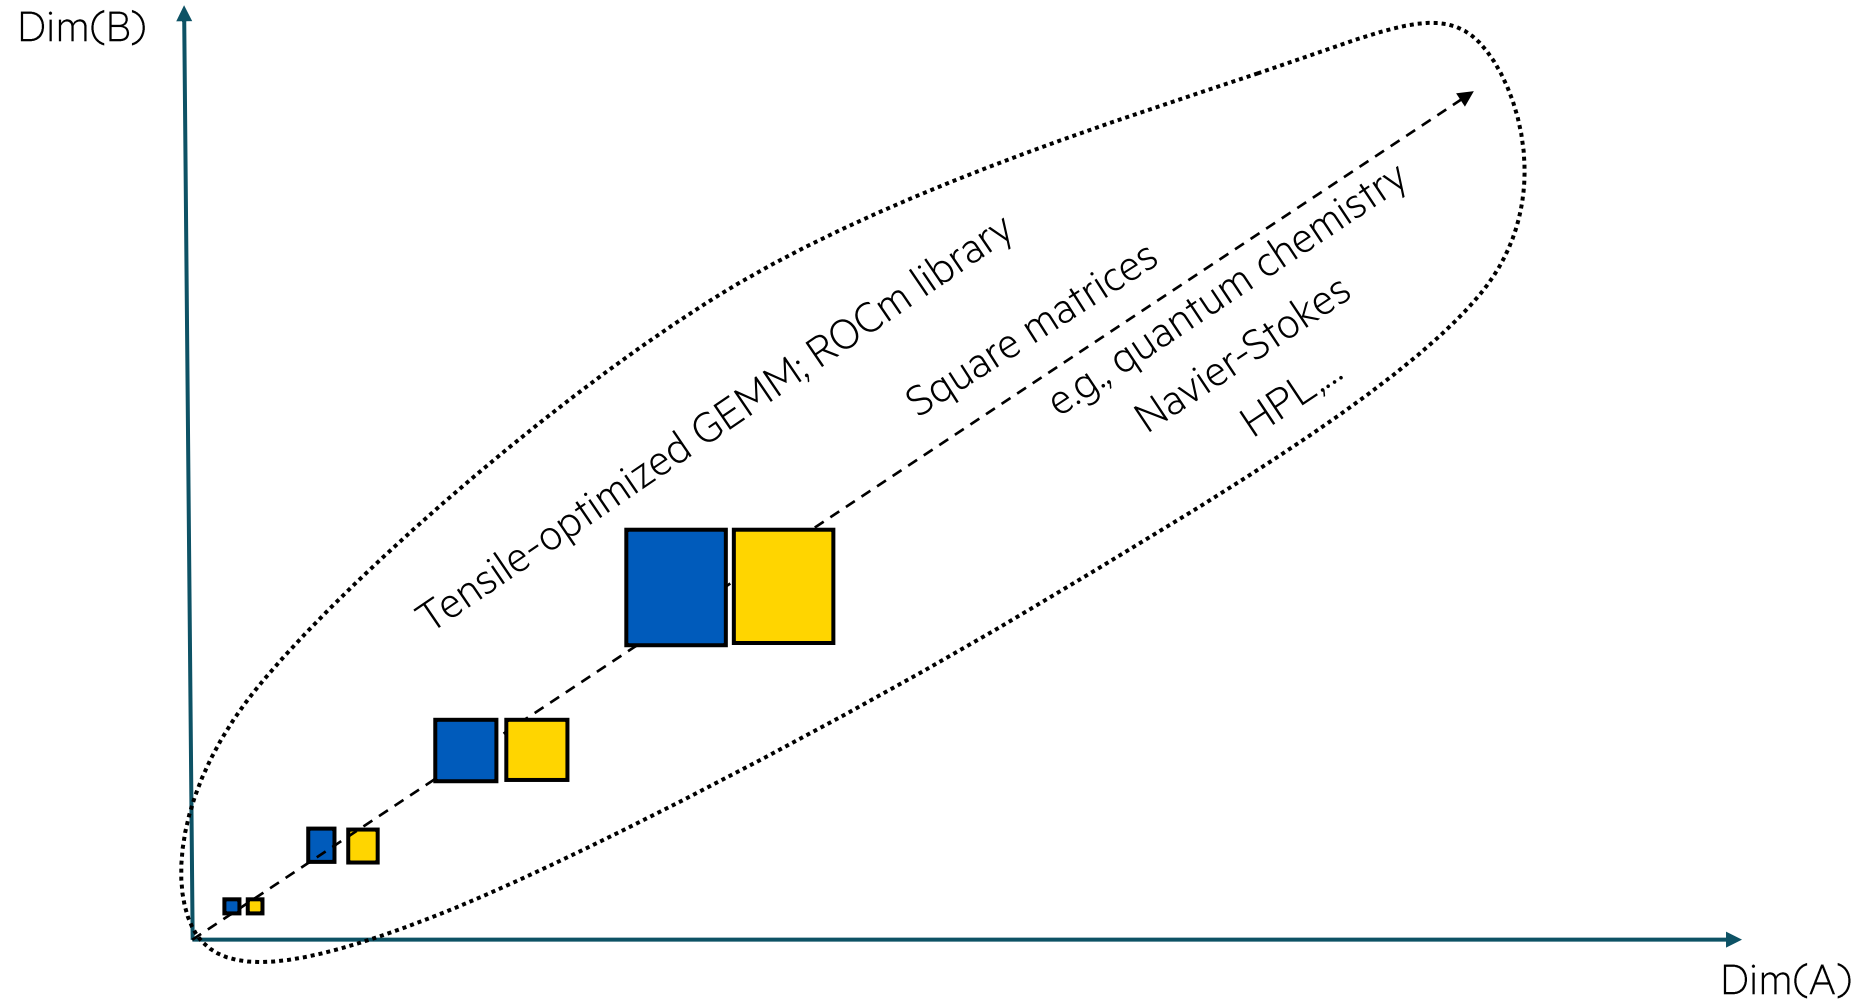 Dim(B)
Tensile-optimized GEMM; ROCm library
Square matrices
e.g., quantum chemistry
Navier-Stokes
HPL,...
Dim(A)